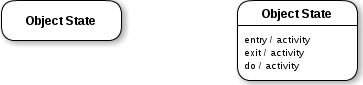 Object State
Object State
entry / activity
exit / activity
do / activity